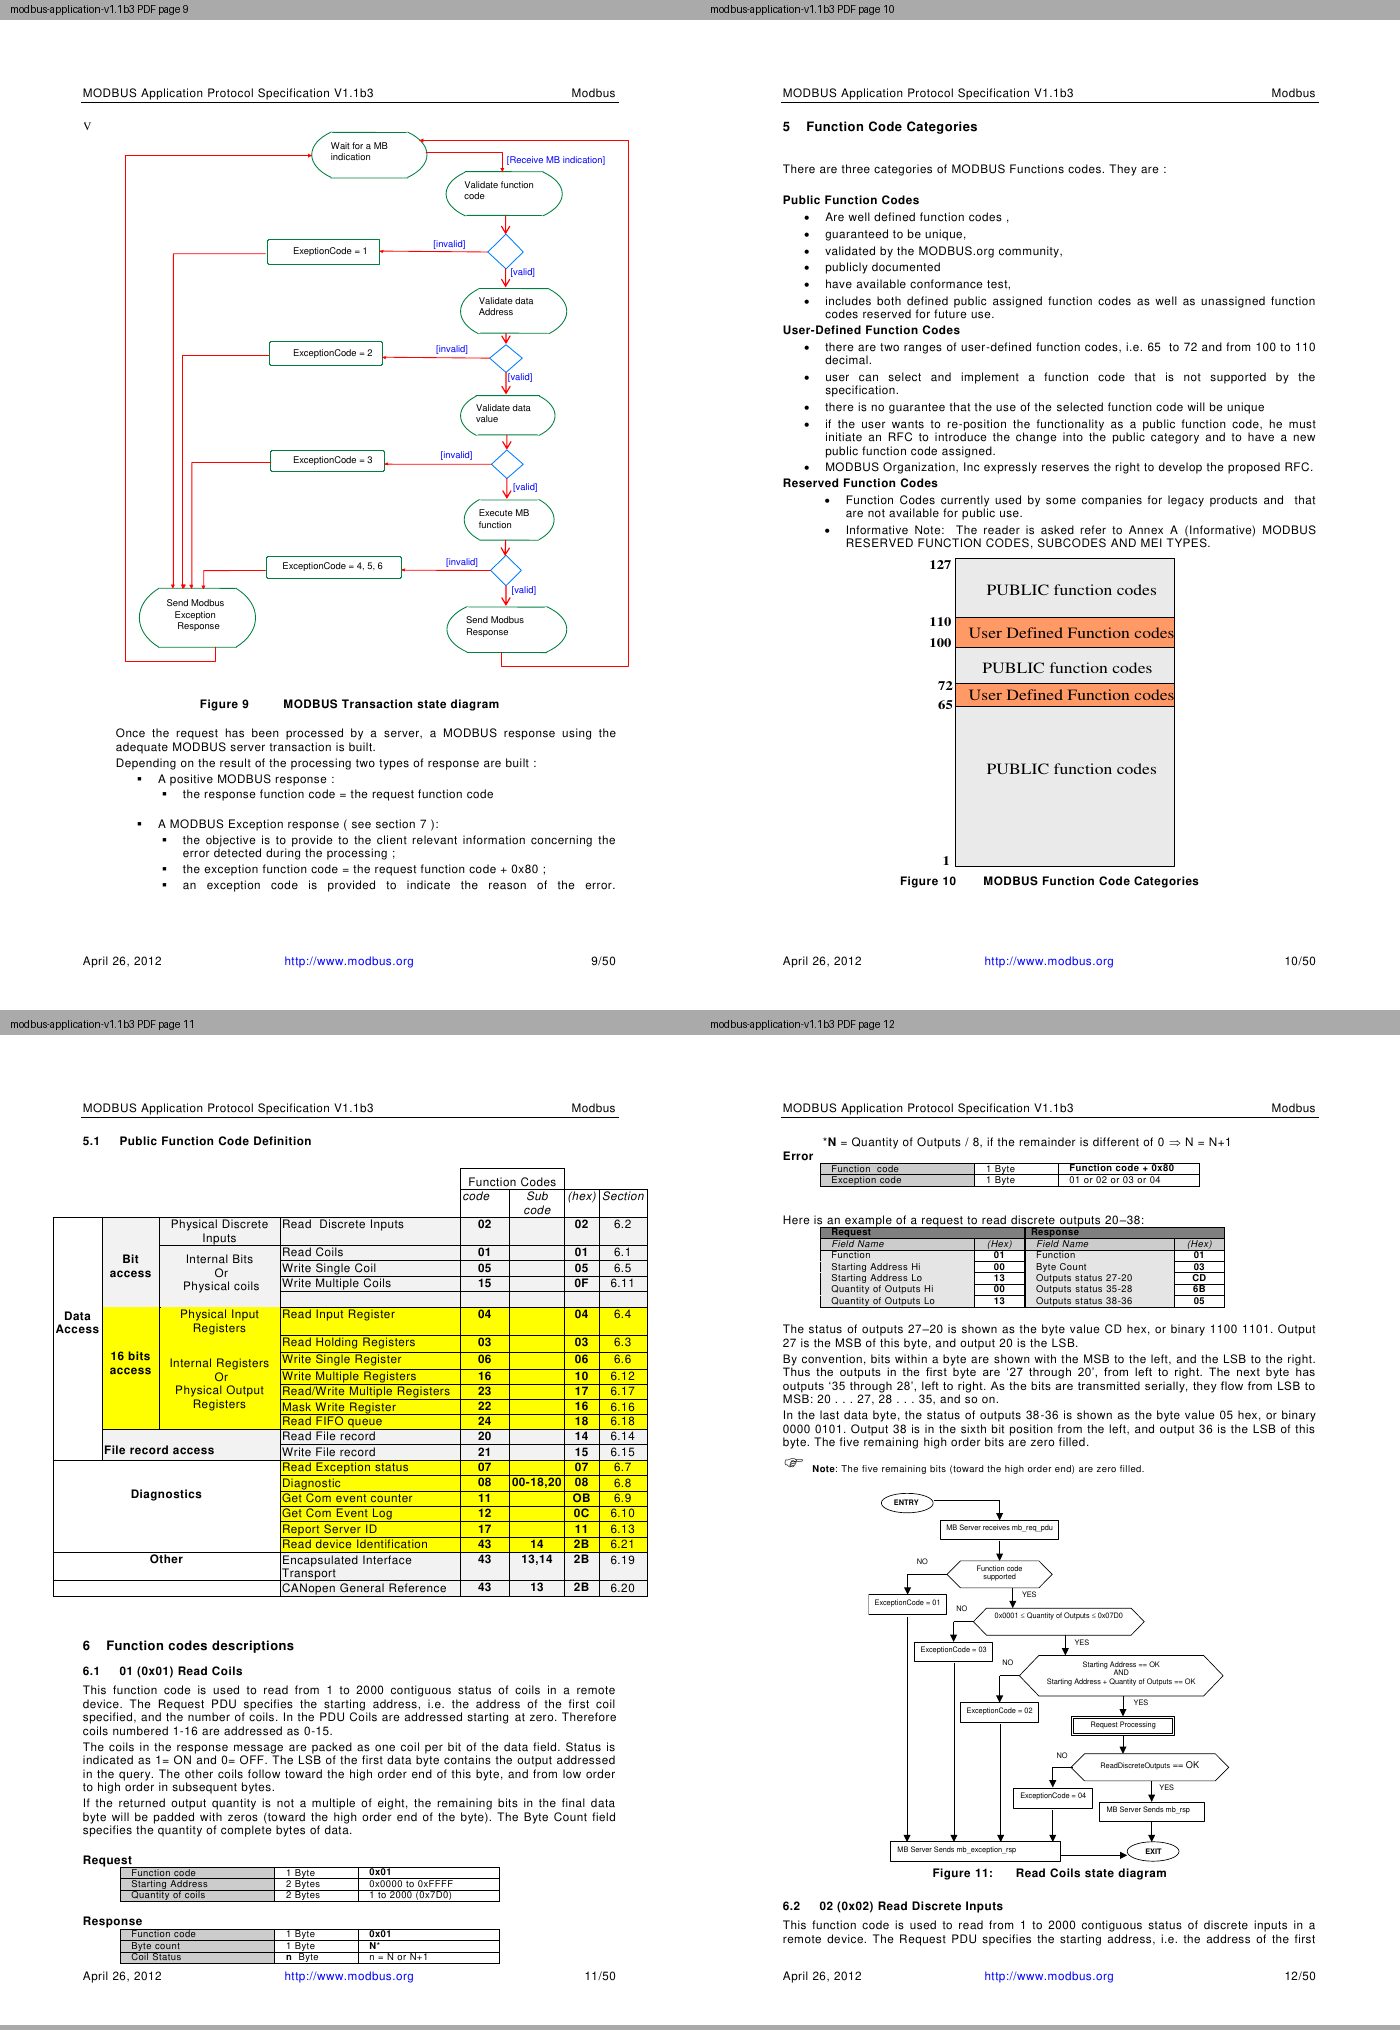 modbus-application-v1.1b3 PDF page 9
MODBUS Application Protocol Specification V1.1b3 Modbus
V
Wait for a MB
indication
[Receive MB indication]
Validate function
code
ExeptionCode = 1
[invalid]
[valid]
Validate data
Address
ExceptionCode = 2
[invalid]
[valid]
Validate data
value
ExceptionCode = 3
[invalid]
[valid]
Execute MB
function
ExceptionCode = 4, 5, 6
[invalid]
[valid]
Send Modbus
Exception
Response
Send Modbus
Response
Figure 9 MODBUS Transaction state diagram
Once the request has been processed by a server, a MODBUS response using the
adequate MODBUS server transaction is built.
Depending on the result of the processing two types of response are built :
▪ A positive MODBUS response :
▪ the response function code = the request function code
▪ A MODBUS Exception response ( see section 7 ):
▪ the objective is to provide to the client relevant information concerning the
error detected during the processing ;
▪ the exception function code = the request function code + 0x80 ;
▪ an exception code is provided to indicate the reason of the error.
April 26, 2012 http://www.modbus.org 9/50
modbus-application-v1.1b3 PDF page 10
MODBUS Application Protocol Specification V1.1b3 Modbus
5 Function Code Categories
There are three categories of MODBUS Functions codes. They are :
Public Function Codes
• Are well defined function codes ,
• guaranteed to be unique,
• validated by the MODBUS.org community,
• publicly documented
• have available conformance test,
• includes both defined public assigned function codes as well as unassigned function
codes reserved for future use.
User-Defined Function Codes
• there are two ranges of user-defined function codes, i.e. 65 to 72 and from 100 to 110
decimal.
• user can select and implement a function code that is not supported by the
specification.
• there is no guarantee that the use of the selected function code will be unique
• if the user wants to re-position the functionality as a public function code, he must
initiate an RFC to introduce the change into the public category and to have a new
public function code assigned.
• MODBUS Organization, Inc expressly reserves the right to develop the proposed RFC.
Reserved Function Codes
• Function Codes currently used by some companies for legacy products and that
are not available for public use.
• Informative Note: The reader is asked refer to Annex A (Informative) MODBUS
RESERVED FUNCTION CODES, SUBCODES AND MEI TYPES.
127
PUBLIC function codes
110
User Defined Function codes
100
PUBLIC function codes
72
User Defined Function codes
65
PUBLIC function codes
1
Figure 10 MODBUS Function Code Categories
April 26, 2012 http://www.modbus.org 10/50
modbus-application-v1.1b3 PDF page 11
MODBUS Application Protocol Specification V1.1b3 Modbus
5.1 Public Function Code Definition
Function Codes
code Sub code (hex) Section
Data Access
Bit access
Physical Discrete Inputs
Read Discrete Inputs 02 02 6.2
Internal Bits Or Physical coils
Read Coils 01 01 6.1
Write Single Coil 05 05 6.5
Write Multiple Coils 15 0F 6.11
16 bits access
Physical Input Registers
Read Input Register 04 04 6.4
Internal Registers Or Physical Output Registers
Read Holding Registers 03 03 6.3
Write Single Register 06 06 6.6
Write Multiple Registers 16 10 6.12
Read/Write Multiple Registers 23 17 6.17
Mask Write Register 22 16 6.16
Read FIFO queue 24 18 6.18
File record access
Read File record 20 14 6.14
Write File record 21 15 6.15
Diagnostics
Read Exception status 07 07 6.7
Diagnostic 08 00-18,20 08 6.8
Get Com event counter 11 OB 6.9
Get Com Event Log 12 0C 6.10
Report Server ID 17 11 6.13
Read device Identification 43 14 2B 6.21
Other
Encapsulated Interface Transport 43 13,14 2B 6.19
CANopen General Reference 43 13 2B 6.20
6 Function codes descriptions
6.1 01 (0x01) Read Coils
This function code is used to read from 1 to 2000 contiguous status of coils in a remote
device. The Request PDU specifies the starting address, i.e. the address of the first coil
specified, and the number of coils. In the PDU Coils are addressed starting at zero. Therefore
coils numbered 1-16 are addressed as 0-15.
The coils in the response message are packed as one coil per bit of the data field. Status is
indicated as 1= ON and 0= OFF. The LSB of the first data byte contains the output addressed
in the query. The other coils follow toward the high order end of this byte, and from low order
to high order in subsequent bytes.
If the returned output quantity is not a multiple of eight, the remaining bits in the final data
byte will be padded with zeros (toward the high order end of the byte). The Byte Count field
specifies the quantity of complete bytes of data.
Request
Function code 1 Byte 0x01
Starting Address 2 Bytes 0x0000 to 0xFFFF
Quantity of coils 2 Bytes 1 to 2000 (0x7D0)
Response
Function code 1 Byte 0x01
Byte count 1 Byte N*
Coil Status n Byte n = N or N+1
April 26, 2012 http://www.modbus.org 11/50
modbus-application-v1.1b3 PDF page 12
MODBUS Application Protocol Specification V1.1b3 Modbus
*N = Quantity of Outputs / 8, if the remainder is different of 0 ⇒ N = N+1
Error
Function code 1 Byte Function code + 0x80
Exception code 1 Byte 01 or 02 or 03 or 04
Here is an example of a request to read discrete outputs 20–38:
Request Response
Field Name (Hex) Field Name (Hex)
Function 01 Function 01
Starting Address Hi 00 Byte Count 03
Starting Address Lo 13 Outputs status 27-20 CD
Quantity of Outputs Hi 00 Outputs status 35-28 6B
Quantity of Outputs Lo 13 Outputs status 38-36 05
The status of outputs 27–20 is shown as the byte value CD hex, or binary 1100 1101. Output
27 is the MSB of this byte, and output 20 is the LSB.
By convention, bits within a byte are shown with the MSB to the left, and the LSB to the right.
Thus the outputs in the first byte are ‘27 through 20’, from left to right. The next byte has
outputs ‘35 through 28’, left to right. As the bits are transmitted serially, they flow from LSB to
MSB: 20 . . . 27, 28 . . . 35, and so on.
In the last data byte, the status of outputs 38-36 is shown as the byte value 05 hex, or binary
0000 0101. Output 38 is in the sixth bit position from the left, and output 36 is the LSB of this
byte. The five remaining high order bits are zero filled.
Note: The five remaining bits (toward the high order end) are zero filled.
ENTRY
MB Server receives mb_req_pdu
NO
Function code
supported
YES
ExceptionCode = 01
NO
0x0001 ≤ Quantity of Outputs ≤ 0x07D0
YES
ExceptionCode = 03
NO
Starting Address == OK
AND
Starting Address + Quantity of Outputs == OK
YES
ExceptionCode = 02
Request Processing
NO
ReadDiscreteOutputs == OK
YES
ExceptionCode = 04
MB Server Sends mb_rsp
MB Server Sends mb_exception_rsp
EXIT
Figure 11: Read Coils state diagram
6.2 02 (0x02) Read Discrete Inputs
This function code is used to read from 1 to 2000 contiguous status of discrete inputs in a
remote device. The Request PDU specifies the starting address, i.e. the address of the first
April 26, 2012 http://www.modbus.org 12/50